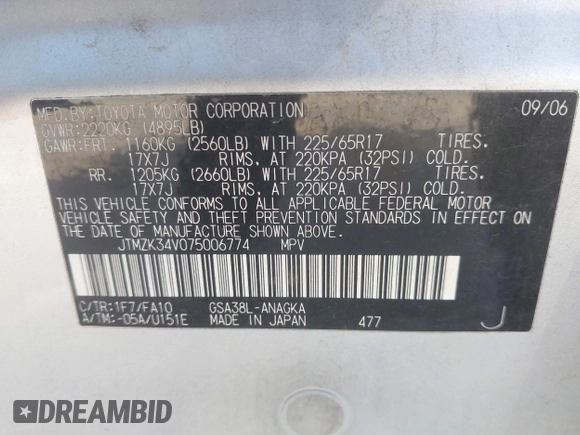 MFD.BY:TOYOTA MOTOR CORPORATION 09/06
GVWR:2220KG (4895LB)
GAWR:FRT. 1160KG (2560LB) WITH 225/65R17 TIRES,
17X7J RIMS, AT 220KPA (32PSI) COLD.
RR. 1205KG (2660LB) WITH 225/65R17 TIRES,
17X7J RIMS, AT 220KPA (32PSI) COLD.
THIS VEHICLE CONFORMS TO ALL APPLICABLE FEDERAL MOTOR
VEHICLE SAFETY AND THEFT PREVENTION STANDARDS IN EFFECT ON
THE DATE OF MANUFACTURE SHOWN ABOVE.
JTMZK34V075006774 MPV
C/TR:1F7/FA10 GSA38L-ANAGKA
A/TM:-05A/U151E MADE IN JAPAN 477 J
DREAMBID